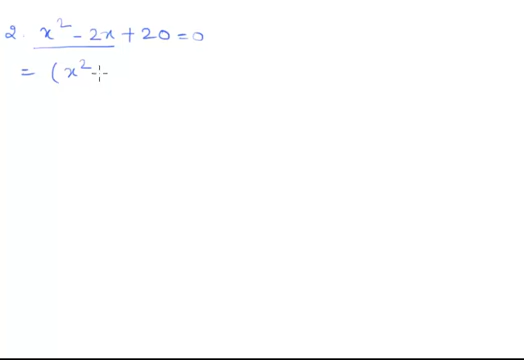 2. x² - 2x + 20 = 0
= (x² -